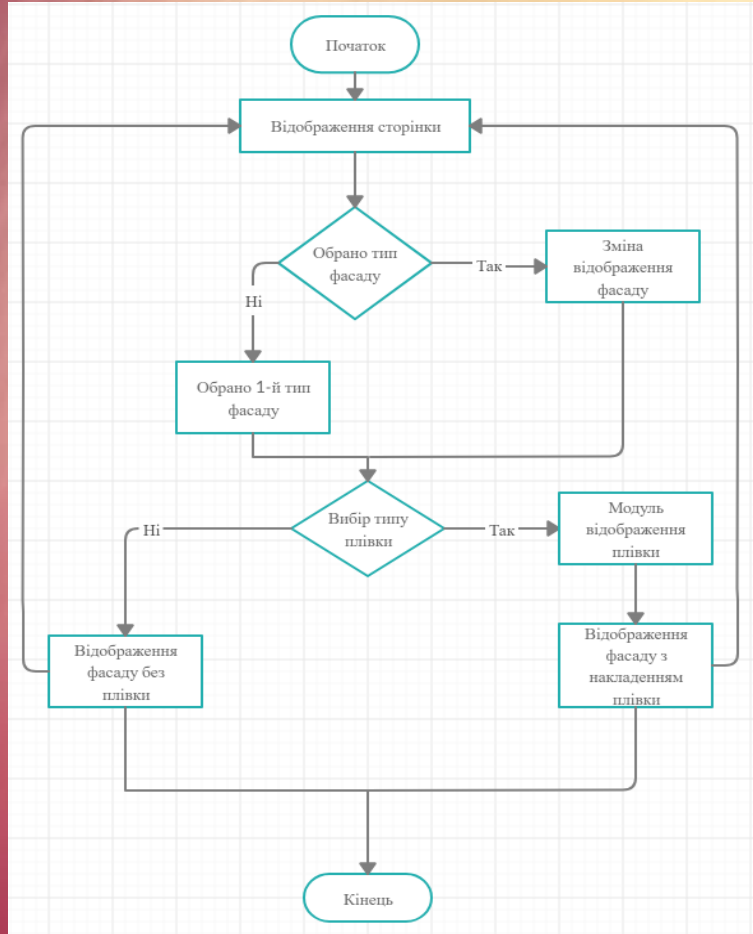 Початок
Відображення сторінки
Обрано тип
фасаду
Так
Зміна
відображення
фасаду
Ні
Обрано 1-й тип
фасаду
Вибір типу
плівки
Ні
Так
Модуль
відображення
плівки
Відображення
фасаду без
плівки
Відображення
фасаду з
накладенням
плівки
Кінець